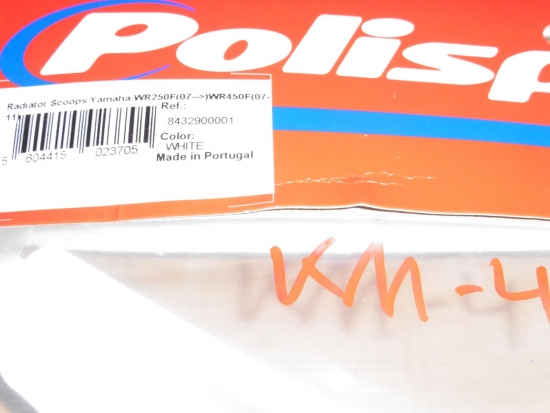 Polisp
Radiator Scoops Yamaha WR250F(07-->)WR450F(07-
11)
Ref.:
8432900001
Color:
WHITE
Made in Portugal
5 604415 023705
KM-4